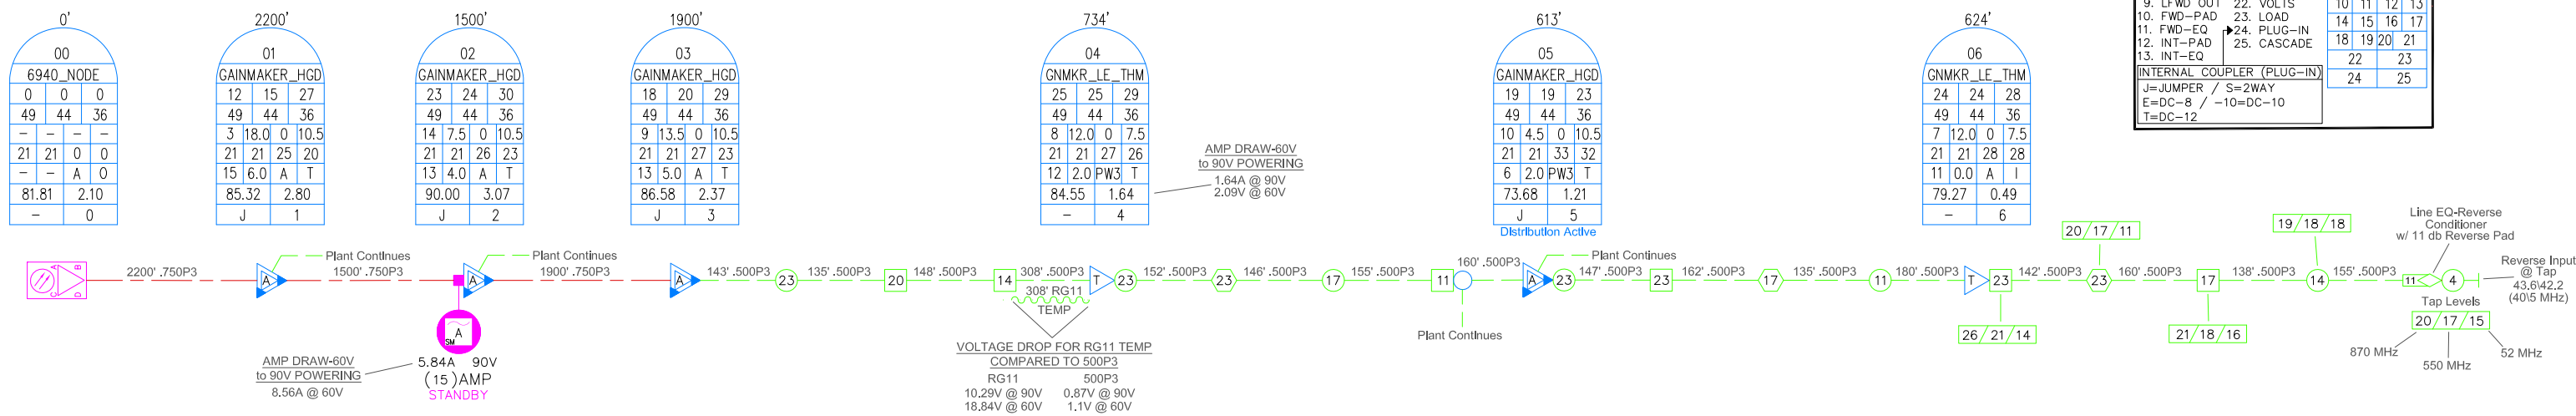 0'
00
6940_NODE
0 0 0
49 44 36
- - - -
21 21 0 0
- - A 0
81.81 2.10
- 0
2200'
01
GAINMAKER_HGD
12 15 27
49 44 36
3 18.0 0 10.5
21 21 25 20
15 6.0 A T
85.32 2.80
J 1
1500'
02
GAINMAKER_HGD
23 24 30
49 44 36
14 7.5 0 10.5
21 21 26 23
13 4.0 A T
90.00 3.07
J 2
1900'
03
GAINMAKER_HGD
18 20 29
49 44 36
9 13.5 0 10.5
21 21 27 23
13 5.0 A T
86.58 2.37
J 3
734'
04
GNMKR_LE_THM
25 25 29
49 44 36
8 12.0 0 7.5
21 21 27 26
12 2.0 PW3 T
84.55 1.64
- 4
AMP DRAW-60V
to 90V POWERING
1.64A @ 90V
2.09V @ 60V
613'
05
GAINMAKER_HGD
19 19 23
49 44 36
10 4.5 0 10.5
21 21 33 32
6 2.0 PW3 T
73.68 1.21
J 5
Distribution Active
624'
06
GNMKR_LE_THM
24 24 28
49 44 36
7 12.0 0 7.5
21 21 28 28
11 0.0 A I
79.27 0.49
- 6
9. LFWD OUT 22. VOLTS
10. FWD-PAD 23. LOAD
11. FWD-EQ 24. PLUG-IN
12. INT-PAD 25. CASCADE
13. INT-EQ
INTERNAL COUPLER (PLUG-IN)
J=JUMPER / S=2WAY
E=DC-8 / -10=DC-10
T=DC-12
10 11 12 13
14 15 16 17
18 19 20 21
22 23
24 25
C A D B
2200' .750P3
A
Plant Continues
1500' .750P3
A
Plant Continues
1900' .750P3
A
143' .500P3
23
135' .500P3
20
148' .500P3
14
308' .500P3
308' RG11
TEMP
T
23
152' .500P3
23
146' .500P3
17
155' .500P3
11
160' .500P3
Plant Continues
A
Plant Continues
23
147' .500P3
23
162' .500P3
17
135' .500P3
11
180' .500P3
T
23
26/21/14
142' .500P3
23
20/17/11
160' .500P3
17
21/18/16
138' .500P3
14
19/18/18
155' .500P3
11
4
Line EQ-Reverse
Conditioner
w/ 11 db Reverse Pad
Reverse Input
@ Tap
43.6\42.2
(40\5 MHz)
Tap Levels
20/17/15
870 MHz
550 MHz
52 MHz
A
SM
5.84A 90V
(15)AMP
STANDBY
AMP DRAW-60V
to 90V POWERING
8.56A @ 60V
VOLTAGE DROP FOR RG11 TEMP
COMPARED TO 500P3
RG11 500P3
10.29V @ 90V 0.87V @ 90V
18.84V @ 60V 1.1V @ 60V